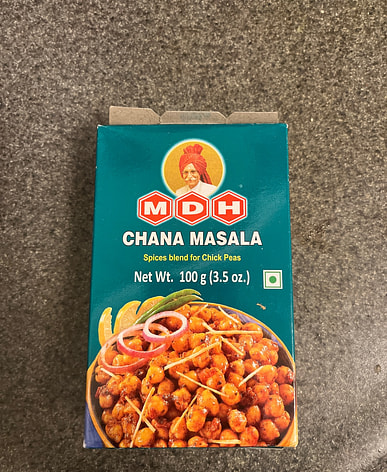 MDH
CHANA MASALA
Spices blend for Chick Peas
Net Wt. 100 g (3.5 oz.)